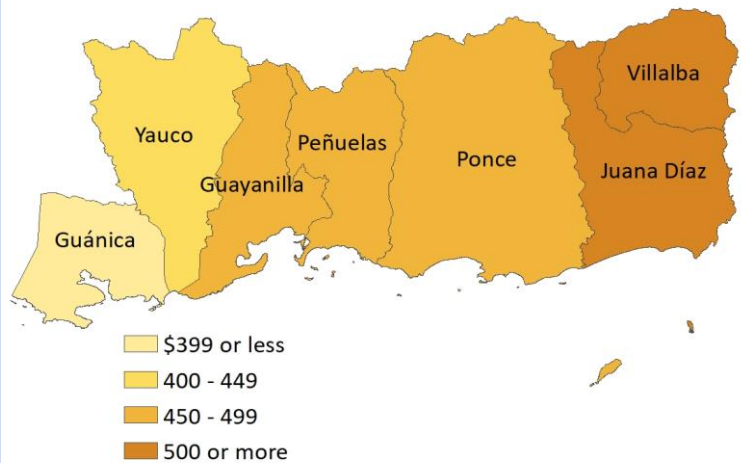 Villalba
Yauco
Peñuelas
Ponce
Juana Díaz
Guayanilla
Guánica
$399 or less
400 - 449
450 - 499
500 or more